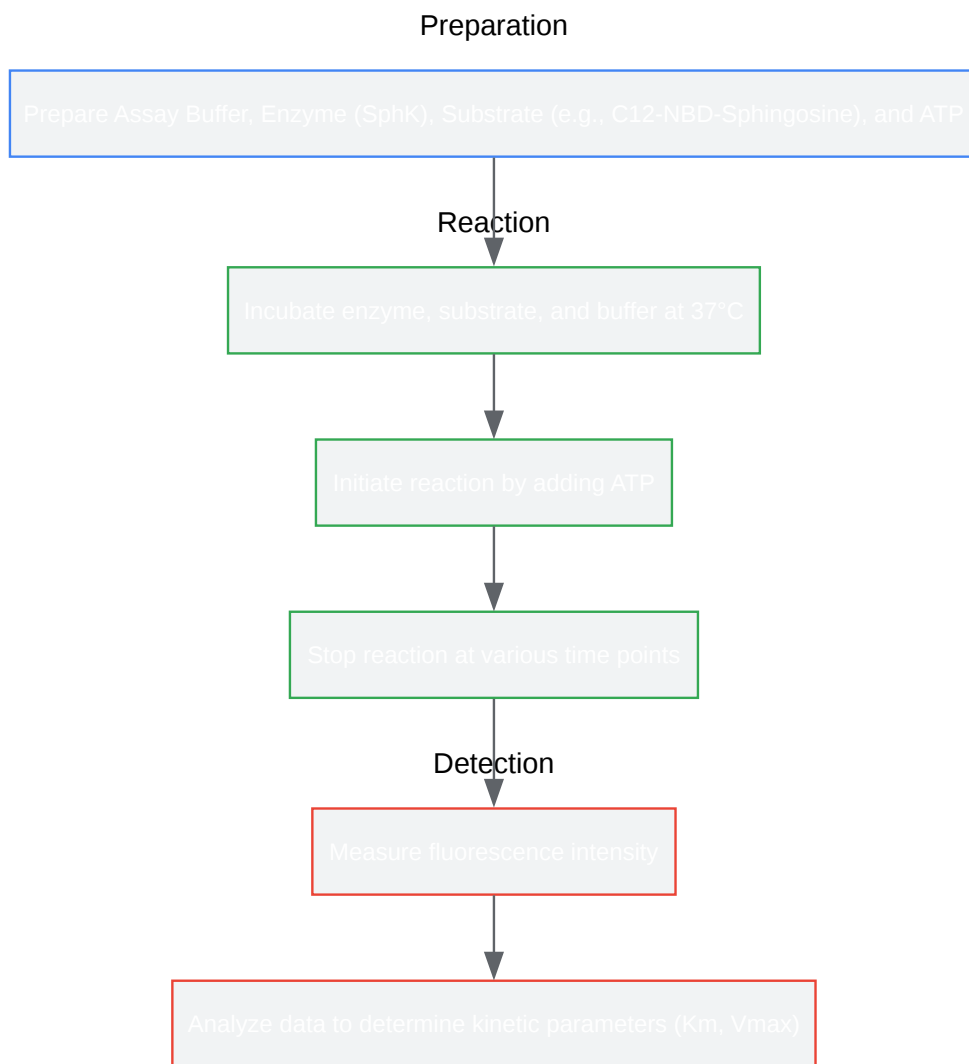 Preparation
Prepare Assay Buffer, Enzyme (SphK), Substrate (e.g., C12-NBD-Sphingosine), and ATP
Reaction
Incubate enzyme, substrate, and buffer at 37°C
Initiate reaction by adding ATP
Stop reaction at various time points
Detection
Measure fluorescence intensity
Analyze data to determine kinetic parameters (Km, Vmax)